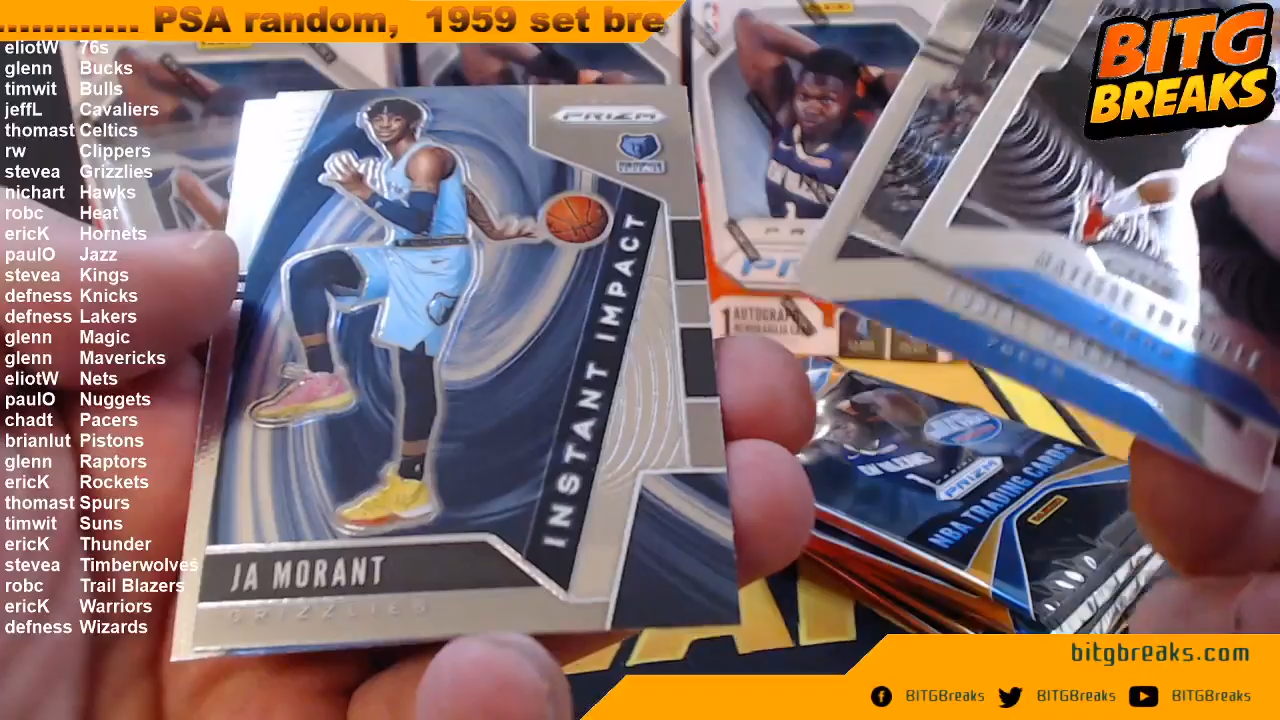 ........... PSA random, 1959 set bre
BITG
BREAKS
eliotW 76s
glenn Bucks
timwit Bulls
jeffL Cavaliers
thomast Celtics
rw Clippers
stevea Grizzlies
nichart Hawks
robc Heat
ericK Hornets
paulO Jazz
stevea Kings
defness Knicks
defness Lakers
glenn Magic
glenn Mavericks
eliotW Nets
paulO Nuggets
chadt Pacers
brianlut Pistons
glenn Raptors
ericK Rockets
thomast Spurs
timwit Suns
ericK Thunder
stevea Timberwolves
robc Trail Blazers
ericK Warriors
defness Wizards
PRIZM
INSTANT IMPACT
JA MORANT
GRIZZLIES
1 AUTOGRAPH
PRIZM
NBA TRADING CARDS
bitgbreaks.com
BITGBreaks
BITGBreaks
BITGBreaks